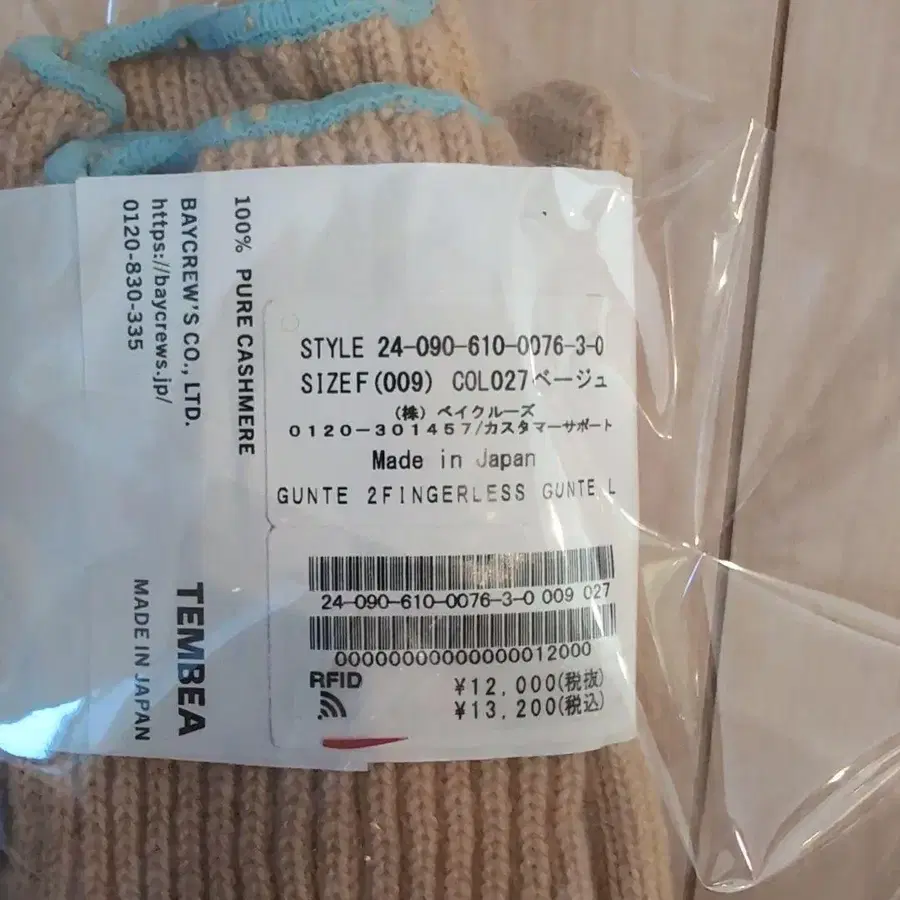 100% PURE CASHMERE
BAYCREW'S CO., LTD.
https://baycrews.jp/
0120-830-335
TEMBEA
MADE IN JAPAN
STYLE 24-090-610-0076-3-0
SIZE F(009) COL027ベージュ
(株) ベイクルーズ
0120-301457/カスタマーサポート
Made in Japan
GUNTE 2FINGERLESS GUNTE L
24-090-610-0076-3-0 009 027
00000000000000012000
RFID
¥12,000(税抜)
¥13,200(税込)